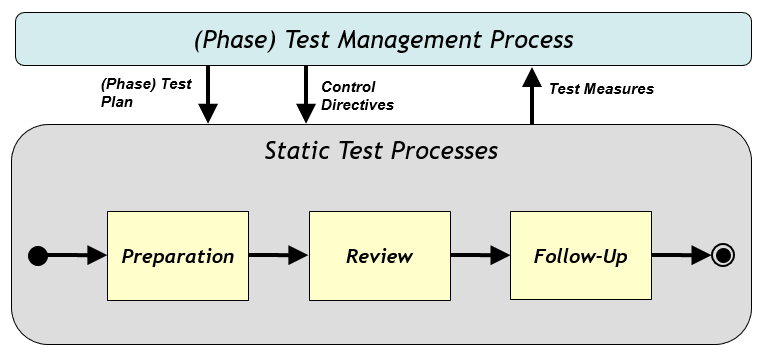 (Phase) Test Management Process
(Phase) Test
Plan
Control
Directives
Test Measures
Static Test Processes
Preparation
Review
Follow-Up